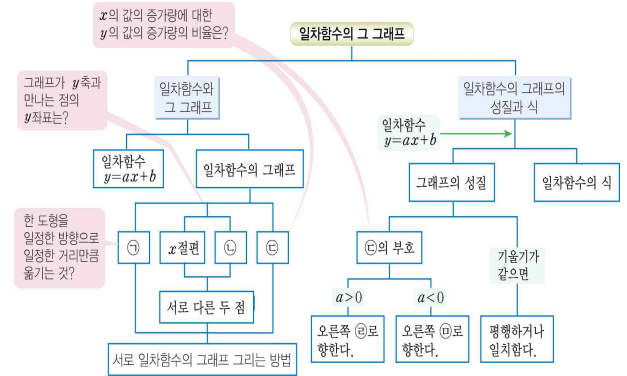 x의 값의 증가량에 대한
y의 값의 증가량의 비율은?
일차함수의 그 그래프
그래프가 y축과
만나는 점의
y좌표는?
일차함수와
그 그래프
일차함수의 그래프의
성질과 식
일차함수
y=ax+b
일차함수
y=ax+b
일차함수의 그래프
그래프의 성질
일차함수의 식
한 도형을
일정한 방향으로
일정한 거리만큼
옮기는 것?
㉠
x절편
㉡
㉢
㉢의 부호
기울기가
같으면
서로 다른 두 점
a>0
a<0
오른쪽 ㉣로
향한다.
오른쪽 ㉤로
향한다.
평행하거나
일치함다.
서로 일차함수의 그래프 그리는 방법